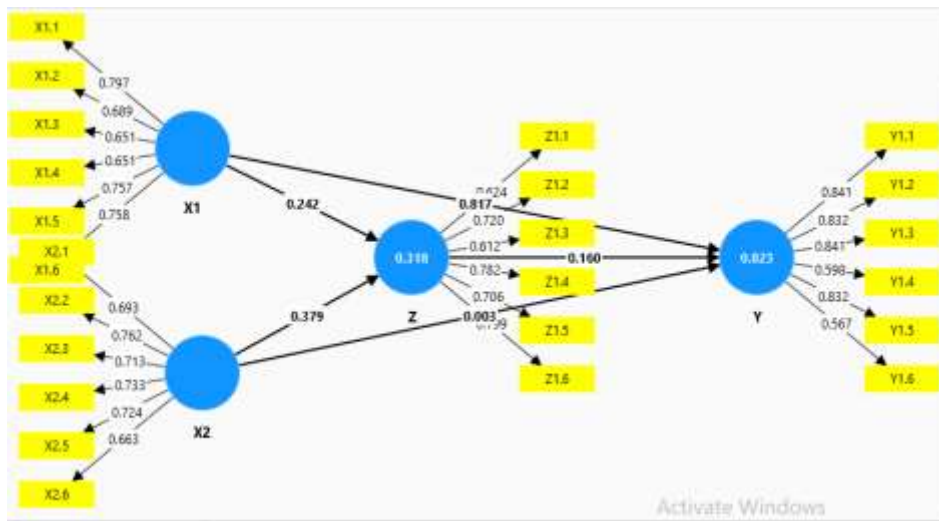 X1.1
X1.2
X1.3
X1.4
X1.5
X2.1
X1.6
X2.2
X2.3
X2.4
X2.5
X2.6
0.797
0.689
0.651
0.651
0.757
0.758
0.693
0.762
0.713
0.733
0.724
0.663
X1
X2
0.242
0.379
0.817
0.160
0.003
0.318
Z
0.720
0.612
0.782
0.706
Z1.1
Z1.2
Z1.3
Z1.4
Z1.5
Z1.6
0.823
Y
0.841
0.832
0.841
0.598
0.832
0.567
Y1.1
Y1.2
Y1.3
Y1.4
Y1.5
Y1.6
Activate Windows